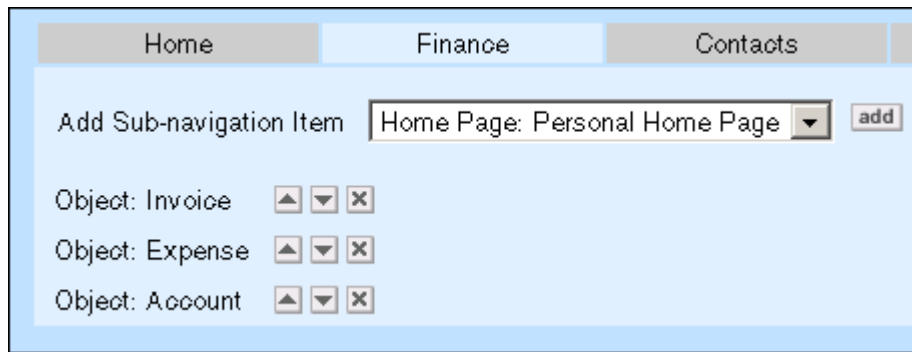 Home Finance Contacts
Add Sub-navigation Item Home Page: Personal Home Page add
Object: Invoice
Object: Expense
Object: Account